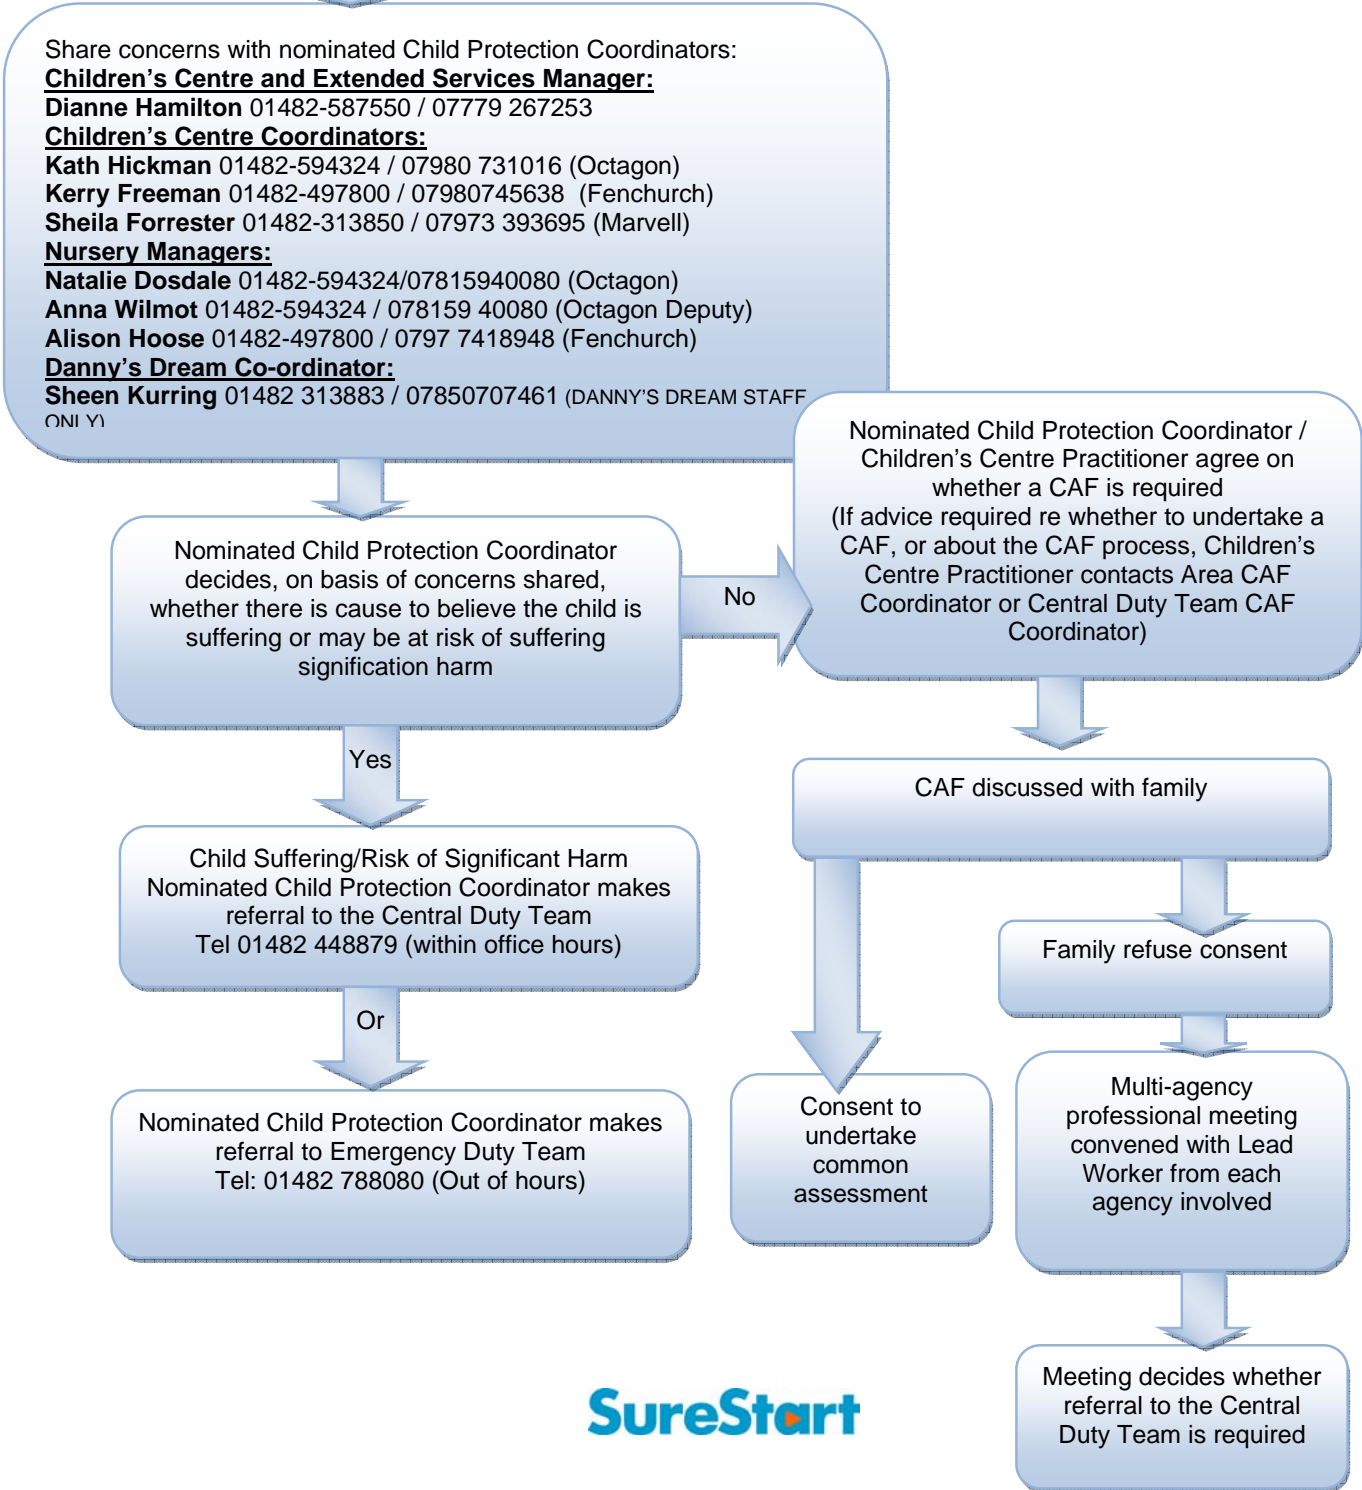 Share concerns with nominated Child Protection Coordinators:
Children's Centre and Extended Services Manager:
Dianne Hamilton 01482-587550 / 07779 267253
Children's Centre Coordinators:
Kath Hickman 01482-594324 / 07980 731016 (Octagon)
Kerry Freeman 01482-497800 / 07980745638 (Fenchurch)
Sheila Forrester 01482-313850 / 07973 393695 (Marvell)
Nursery Managers:
Natalie Dosdale 01482-594324/07815940080 (Octagon)
Anna Wilmot 01482-594324 / 078159 40080 (Octagon Deputy)
Alison Hoose 01482-497800 / 0797 7418948 (Fenchurch)
Danny's Dream Co-ordinator:
Sheen Kurring 01482 313883 / 07850707461 (DANNY'S DREAM STAFF
ONLY)
Nominated Child Protection Coordinator /
Children's Centre Practitioner agree on
whether a CAF is required
(If advice required re whether to undertake a
CAF, or about the CAF process, Children's
Centre Practitioner contacts Area CAF
Coordinator or Central Duty Team CAF
Coordinator)
Nominated Child Protection Coordinator
decides, on basis of concerns shared,
whether there is cause to believe the child is
suffering or may be at risk of suffering
signification harm
No
Yes
CAF discussed with family
Child Suffering/Risk of Significant Harm
Nominated Child Protection Coordinator makes
referral to the Central Duty Team
Tel 01482 448879 (within office hours)
Family refuse consent
Or
Nominated Child Protection Coordinator makes
referral to Emergency Duty Team
Tel: 01482 788080 (Out of hours)
Consent to
undertake
common
assessment
Multi-agency
professional meeting
convened with Lead
Worker from each
agency involved
Meeting decides whether
referral to the Central
Duty Team is required
SureStart